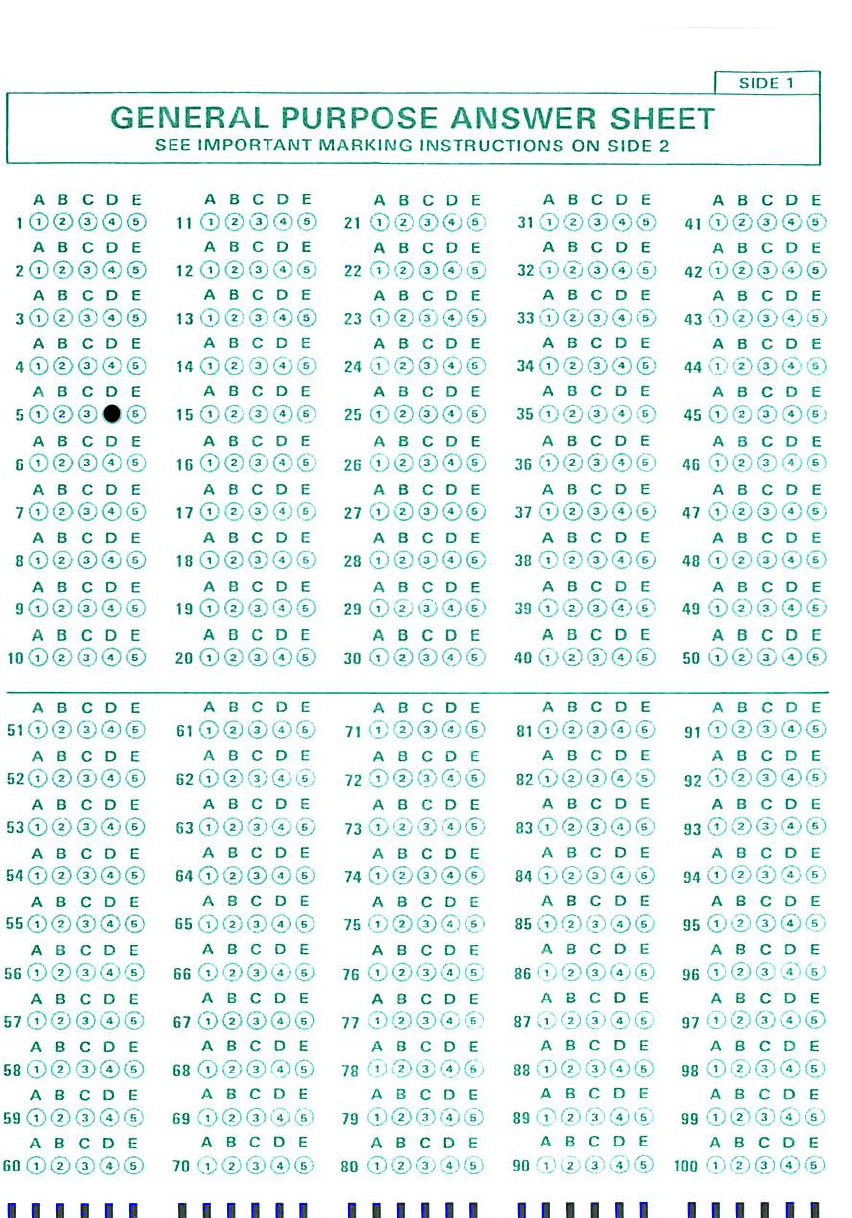 SIDE 1
GENERAL PURPOSE ANSWER SHEET
SEE IMPORTANT MARKING INSTRUCTIONS ON SIDE 2
A B C D E A B C D E A B C D E A B C D E A B C D E
1 1 2 3 4 5 11 1 2 3 4 5 21 1 2 3 4 5 31 1 2 3 4 5 41 1 2 3 4 5
A B C D E A B C D E A B C D E A B C D E A B C D E
2 1 2 3 4 5 12 1 2 3 4 5 22 1 2 3 4 5 32 1 2 3 4 5 42 1 2 3 4 5
A B C D E A B C D E A B C D E A B C D E A B C D E
3 1 2 3 4 5 13 1 2 3 4 5 23 1 2 3 4 5 33 1 2 3 4 5 43 1 2 3 4 5
A B C D E A B C D E A B C D E A B C D E A B C D E
4 1 2 3 4 5 14 1 2 3 4 5 24 1 2 3 4 5 34 1 2 3 4 5 44 1 2 3 4 5
A B C D E A B C D E A B C D E A B C D E A B C D E
5 1 2 3 5 15 1 2 3 4 5 25 1 2 3 4 5 35 1 2 3 4 5 45 1 2 3 4 5
A B C D E A B C D E A B C D E A B C D E A B C D E
6 1 2 3 4 5 16 1 2 3 4 5 26 1 2 3 4 5 36 1 2 3 4 5 46 1 2 3 4 5
A B C D E A B C D E A B C D E A B C D E A B C D E
7 1 2 3 4 5 17 1 2 3 4 5 27 1 2 3 4 5 37 1 2 3 4 5 47 1 2 3 4 5
A B C D E A B C D E A B C D E A B C D E A B C D E
8 1 2 3 4 5 18 1 2 3 4 5 28 1 2 3 4 5 38 1 2 3 4 5 48 1 2 3 4 5
A B C D E A B C D E A B C D E A B C D E A B C D E
9 1 2 3 4 5 19 1 2 3 4 5 29 1 2 3 4 5 39 1 2 3 4 5 49 1 2 3 4 5
A B C D E A B C D E A B C D E A B C D E A B C D E
10 1 2 3 4 5 20 1 2 3 4 5 30 1 2 3 4 5 40 1 2 3 4 5 50 1 2 3 4 5
A B C D E A B C D E A B C D E A B C D E A B C D E
51 1 2 3 4 5 61 1 2 3 4 5 71 1 2 3 4 5 81 1 2 3 4 5 91 1 2 3 4 5
A B C D E A B C D E A B C D E A B C D E A B C D E
52 1 2 3 4 5 62 1 2 3 4 5 72 1 2 3 4 5 82 1 2 3 4 5 92 1 2 3 4 5
A B C D E A B C D E A B C D E A B C D E A B C D E
53 1 2 3 4 5 63 1 2 3 4 5 73 1 2 3 4 5 83 1 2 3 4 5 93 1 2 3 4 5
A B C D E A B C D E A B C D E A B C D E A B C D E
54 1 2 3 4 5 64 1 2 3 4 5 74 1 2 3 4 5 84 1 2 3 4 5 94 1 2 3 4 5
A B C D E A B C D E A B C D E A B C D E A B C D E
55 1 2 3 4 5 65 1 2 3 4 5 75 1 2 3 4 5 85 1 2 3 4 5 95 1 2 3 4 5
A B C D E A B C D E A B C D E A B C D E A B C D E
56 1 2 3 4 5 66 1 2 3 4 5 76 1 2 3 4 5 86 1 2 3 4 5 96 1 2 3 4 5
A B C D E A B C D E A B C D E A B C D E A B C D E
57 1 2 3 4 5 67 1 2 3 4 5 77 1 2 3 4 5 87 1 2 3 4 5 97 1 2 3 4 5
A B C D E A B C D E A B C D E A B C D E A B C D E
58 1 2 3 4 5 68 1 2 3 4 5 78 1 2 3 4 5 88 1 2 3 4 5 98 1 2 3 4 5
A B C D E A B C D E A B C D E A B C D E A B C D E
59 1 2 3 4 5 69 1 2 3 4 5 79 1 2 3 4 5 89 1 2 3 4 5 99 1 2 3 4 5
A B C D E A B C D E A B C D E A B C D E A B C D E
60 1 2 3 4 5 70 1 2 3 4 5 80 1 2 3 4 5 90 1 2 3 4 5 100 1 2 3 4 5